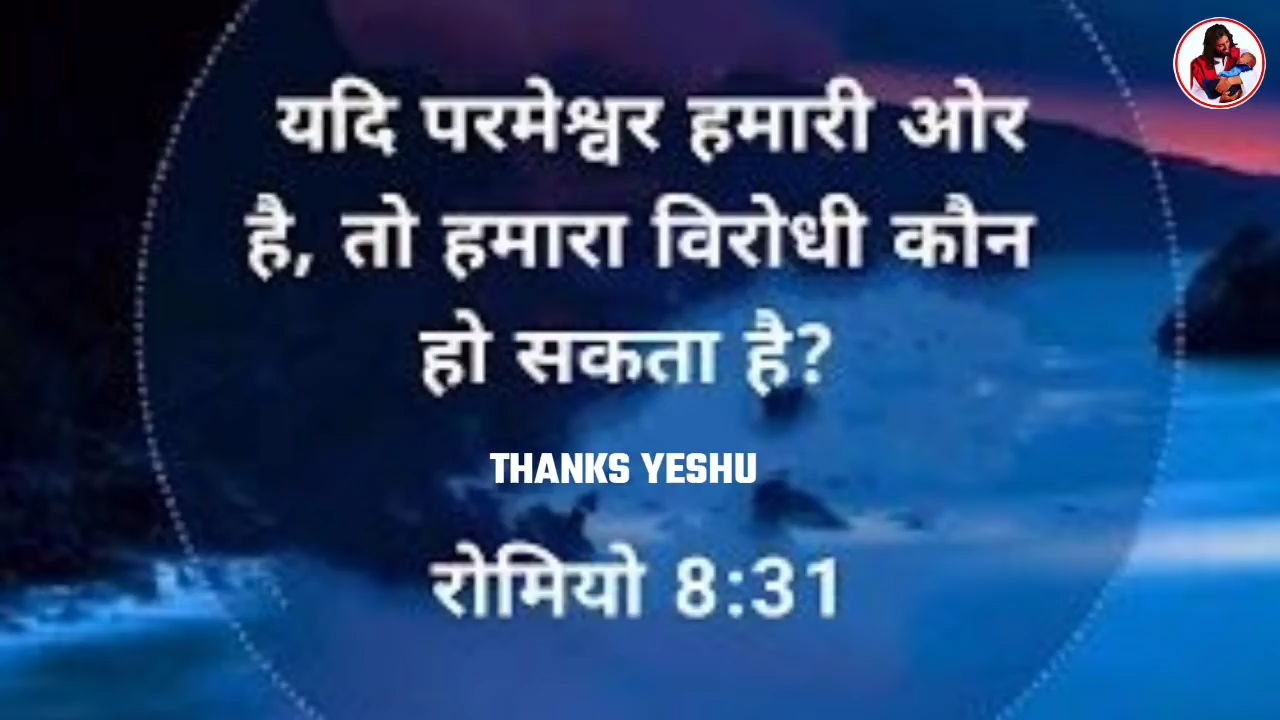 यदि परमेश्वर हमारी ओर
है, तो हमारा विरोधी कौन
हो सकता है?
THANKS YESHU
रोमियो 8:31